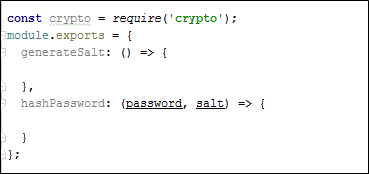 const crypto = require('crypto');
module.exports = {
generateSalt: () => {
},
hashPassword: (password, salt) => {
}
};